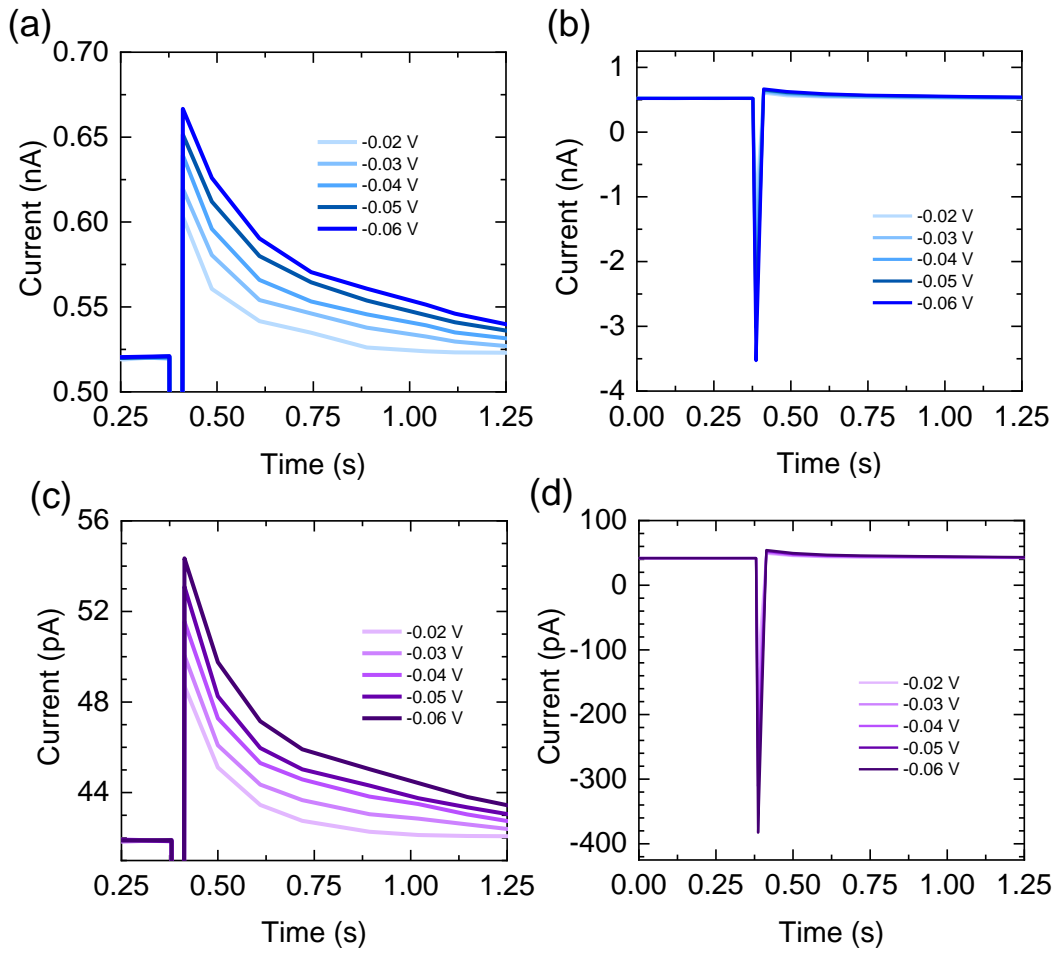 (a)
0.70
0.65
0.60
0.55
0.50
Current (nA)
-0.02 V
-0.03 V
-0.04 V
-0.05 V
-0.06 V
0.25 0.50 0.75 1.00 1.25
Time (s)
(b)
1
0
-1
-2
-3
-4
Current (nA)
-0.02 V
-0.03 V
-0.04 V
-0.05 V
-0.06 V
0.00 0.25 0.50 0.75 1.00 1.25
Time (s)
(c)
56
52
48
44
Current (pA)
-0.02 V
-0.03 V
-0.04 V
-0.05 V
-0.06 V
0.25 0.50 0.75 1.00 1.25
Time (s)
(d)
100
0
-100
-200
-300
-400
Current (pA)
-0.02 V
-0.03 V
-0.04 V
-0.05 V
-0.06 V
0.00 0.25 0.50 0.75 1.00 1.25
Time (s)